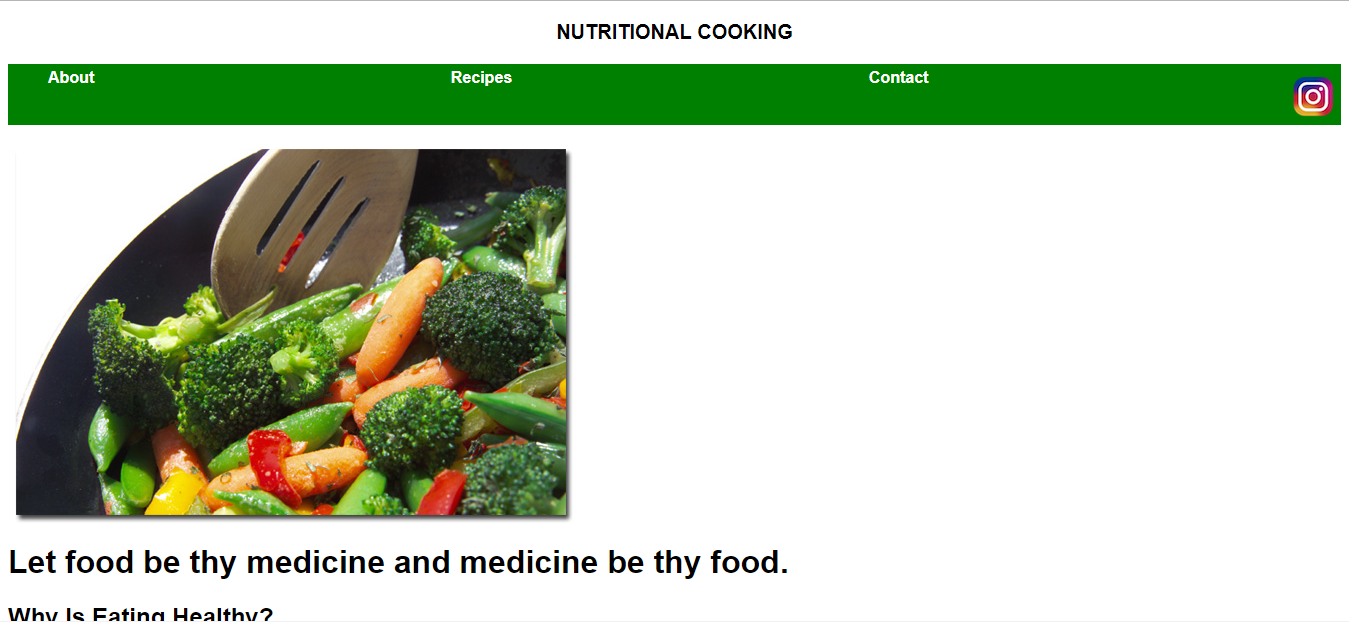 NUTRITIONAL COOKING
About Recipes Contact
Let food be thy medicine and medicine be thy food.
Why Is Eating Healthy?